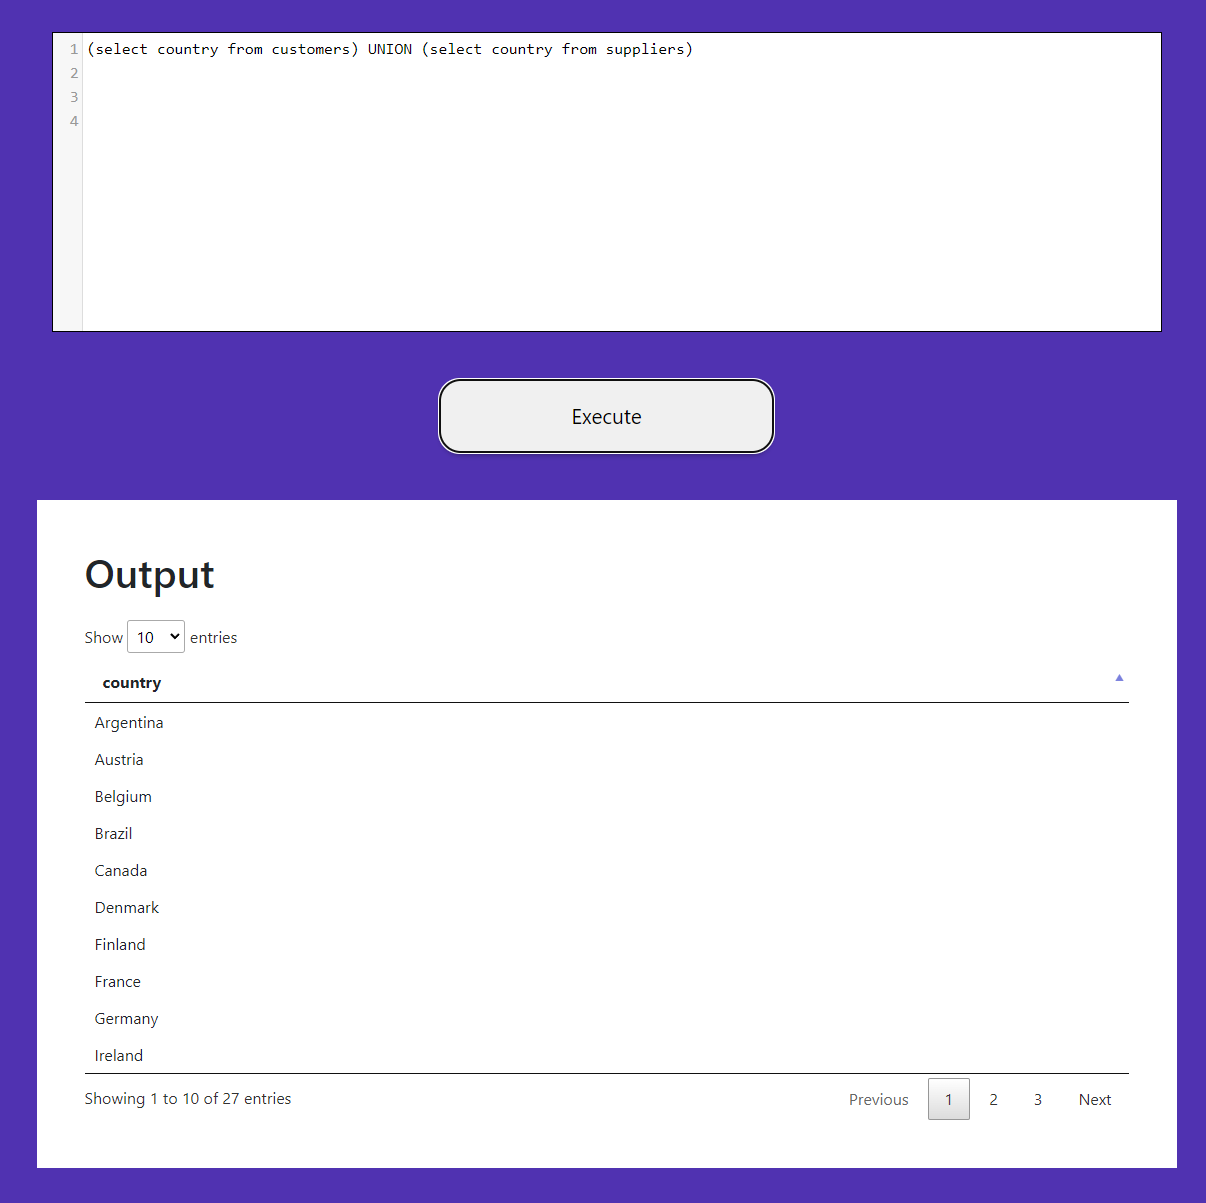 1 (select country from customers) UNION (select country from suppliers)
2
3
4
Execute
Output
Show 10 entries
country
Argentina
Austria
Belgium
Brazil
Canada
Denmark
Finland
France
Germany
Ireland
Showing 1 to 10 of 27 entries Previous 1 2 3 Next